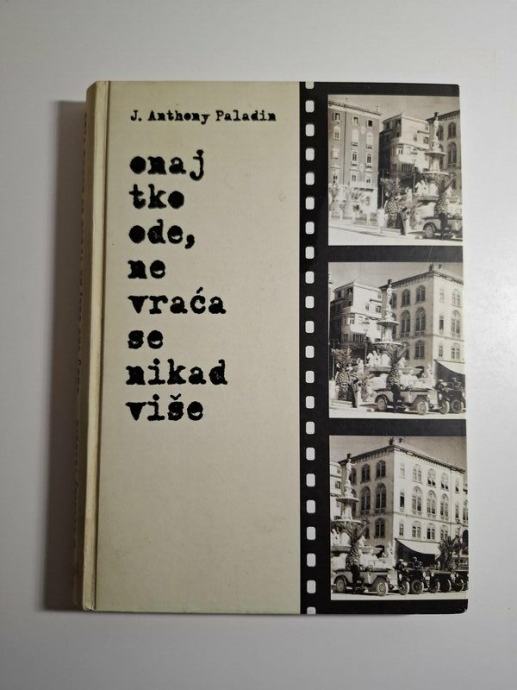 J. Anthony Paladin
onaj
tko
ode,
ne
vraća
se
nikad
više